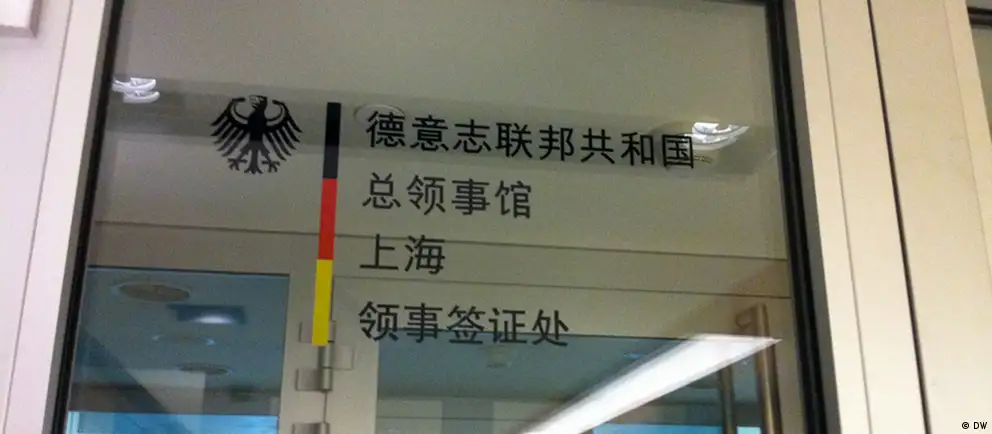 德意志联邦共和国
总领事馆
上海
领事签证处
© DW